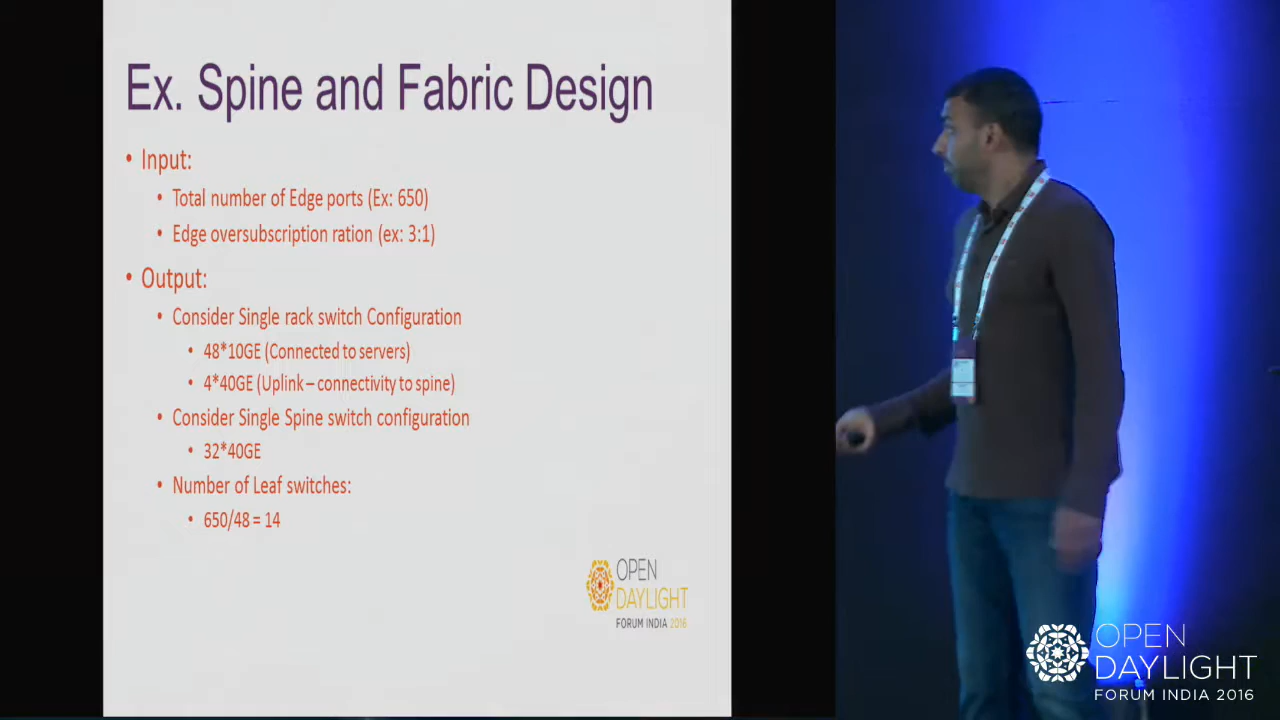 Ex. Spine and Fabric Design
• Input:
• Total number of Edge ports (Ex: 650)
• Edge oversubscription ration (ex: 3:1)
• Output:
• Consider Single rack switch Configuration
• 48*10GE (Connected to servers)
• 4*40GE (Uplink – connectivity to spine)
• Consider Single Spine switch configuration
• 32*40GE
• Number of Leaf switches:
• 650/48 = 14
OPEN
DAYLIGHT
FORUM INDIA 2016
OPEN
DAYLIGHT
FORUM INDIA 2016